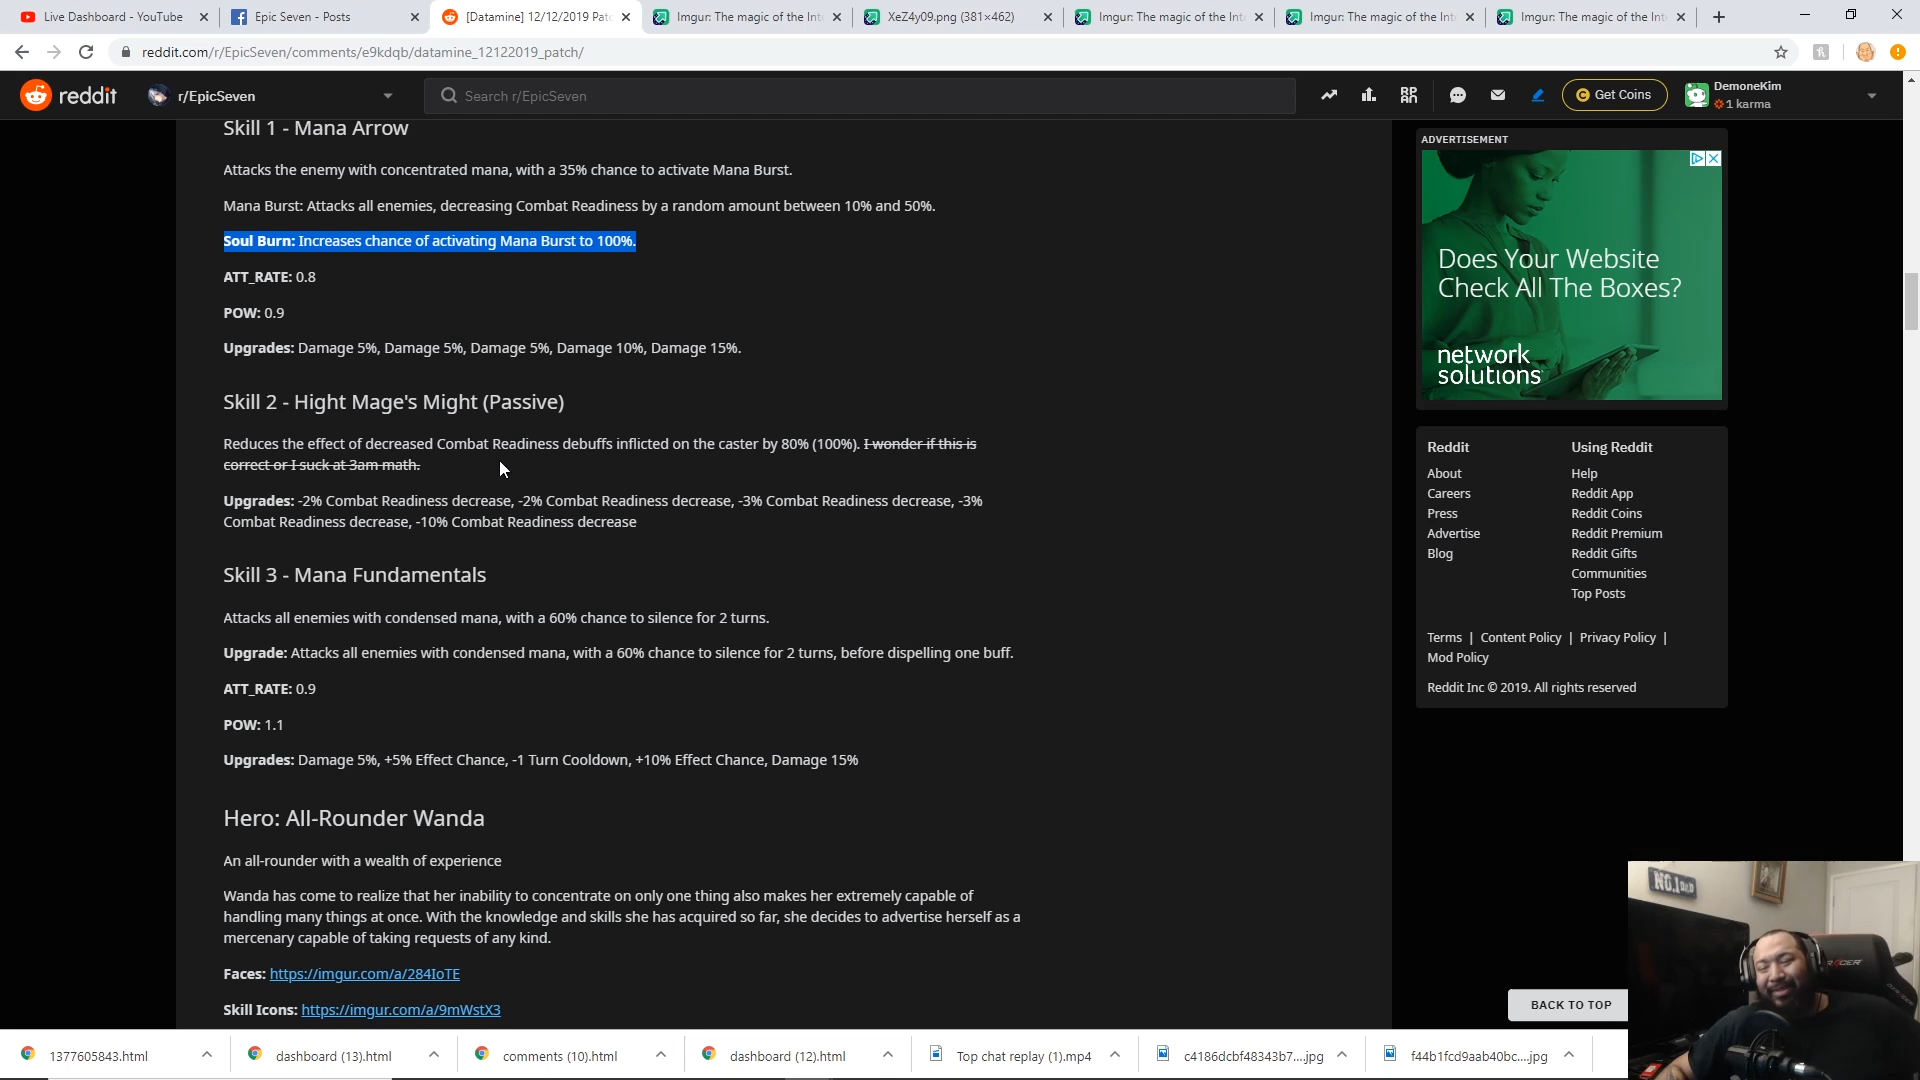 Live Dashboard - YouTube
Epic Seven - Posts
[Datamine] 12/12/2019 Patc
Imgur: The magic of the Inte
XeZ4y09.png (381×462)
Imgur: The magic of the Inte
Imgur: The magic of the Inte
Imgur: The magic of the Inte
reddit.com/r/EpicSeven/comments/e9kdqb/datamine_12122019_patch/
reddit
r/EpicSeven
Search r/EpicSeven
Get Coins
DemoneKim
1 karma
Skill 1 - Mana Arrow
Attacks the enemy with concentrated mana, with a 35% chance to activate Mana Burst.
Mana Burst: Attacks all enemies, decreasing Combat Readiness by a random amount between 10% and 50%.
Soul Burn: Increases chance of activating Mana Burst to 100%.
ATT_RATE: 0.8
POW: 0.9
Upgrades: Damage 5%, Damage 5%, Damage 5%, Damage 10%, Damage 15%.
Skill 2 - Hight Mage's Might (Passive)
Reduces the effect of decreased Combat Readiness debuffs inflicted on the caster by 80% (100%). I wonder if this is
correct or I suck at 3am math.
Upgrades: -2% Combat Readiness decrease, -2% Combat Readiness decrease, -3% Combat Readiness decrease, -3%
Combat Readiness decrease, -10% Combat Readiness decrease
Skill 3 - Mana Fundamentals
Attacks all enemies with condensed mana, with a 60% chance to silence for 2 turns.
Upgrade: Attacks all enemies with condensed mana, with a 60% chance to silence for 2 turns, before dispelling one buff.
ATT_RATE: 0.9
POW: 1.1
Upgrades: Damage 5%, +5% Effect Chance, -1 Turn Cooldown, +10% Effect Chance, Damage 15%
Hero: All-Rounder Wanda
An all-rounder with a wealth of experience
Wanda has come to realize that her inability to concentrate on only one thing also makes her extremely capable of
handling many things at once. With the knowledge and skills she has acquired so far, she decides to advertise herself as a
mercenary capable of taking requests of any kind.
Faces: https://imgur.com/a/284IoTE
Skill Icons: https://imgur.com/a/9mWstX3
ADVERTISEMENT
Does Your Website
Check All The Boxes?
network
solutions
Reddit
About
Careers
Press
Advertise
Blog
Using Reddit
Help
Reddit App
Reddit Coins
Reddit Premium
Reddit Gifts
Communities
Top Posts
Terms | Content Policy | Privacy Policy |
Mod Policy
Reddit Inc © 2019. All rights reserved
BACK TO TOP
NO.1
1377605843.html
dashboard (13).html
comments (10).html
dashboard (12).html
Top chat replay (1).mp4
c4186dcbf48343b7....jpg
f44b1fcd9aab40bc....jpg